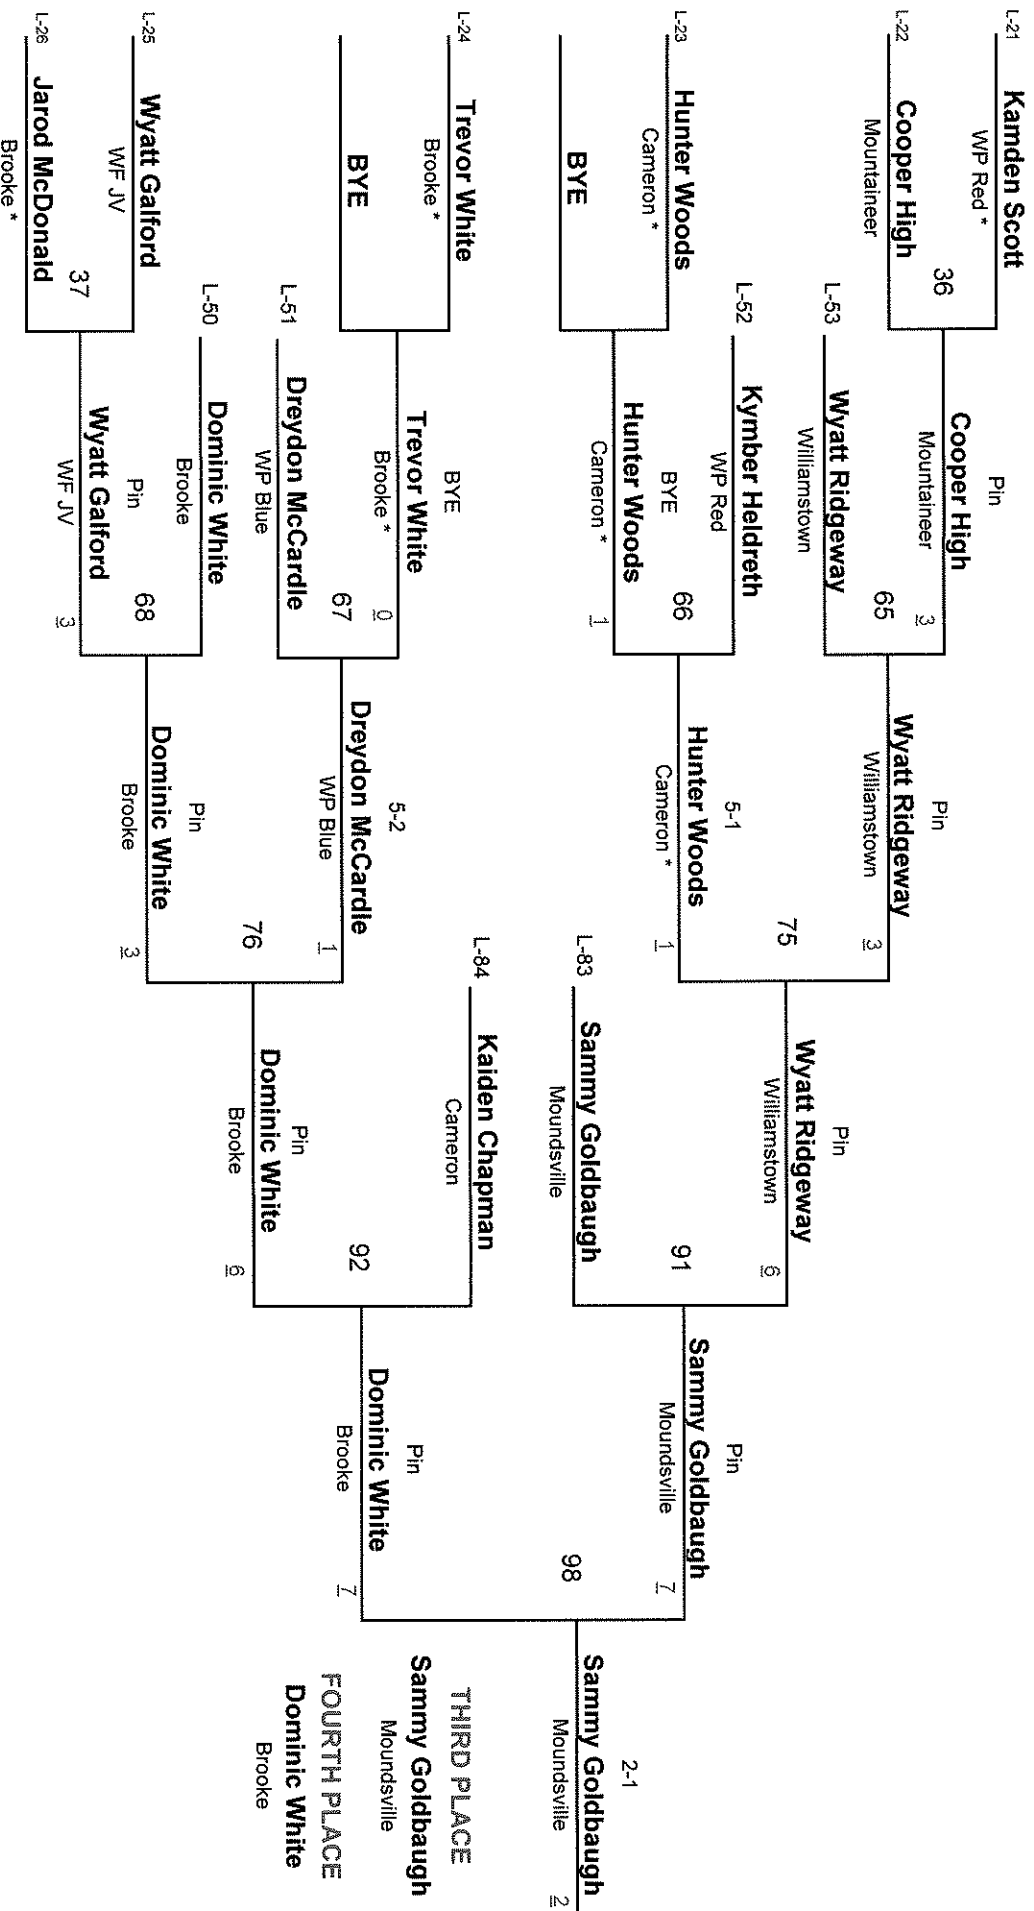 L-21
Kamden Scott
WP Red *
36
L-22
Cooper High
Mountaineer
L-23
Hunter Woods
Cameron *
BYE
L-24
Trevor White
Brooke *
BYE
L-25
Wyatt Galford
WF JV
37
L-26
Jarod McDonald
Brooke *
Pin
Cooper High
Mountaineer
3
65
L-53
Wyatt Ridgeway
Williamstown
L-52
Kymber Heldreth
WP Red
66
BYE
Hunter Woods
Cameron *
1
BYE
Trevor White
Brooke *
0
67
L-51
Dreydon McCardle
WP Blue
L-50
Dominic White
Brooke
68
Pin
Wyatt Galford
WF JV
3
Pin
Wyatt Ridgeway
Williamstown
3
75
5-1
Hunter Woods
Cameron *
1
5-2
Dreydon McCardle
WP Blue
1
76
Pin
Dominic White
Brooke
3
Pin
Wyatt Ridgeway
Williamstown
6
91
L-83
Sammy Goldbaugh
Moundsville
L-84
Kaiden Chapman
Cameron
92
Pin
Dominic White
Brooke
6
Pin
Sammy Goldbaugh
Moundsville
7
98
Pin
Dominic White
Brooke
7
2-1
Sammy Goldbaugh
Moundsville
2
THIRD PLACE
Sammy Goldbaugh
Moundsville
FOURTH PLACE
Dominic White
Brooke